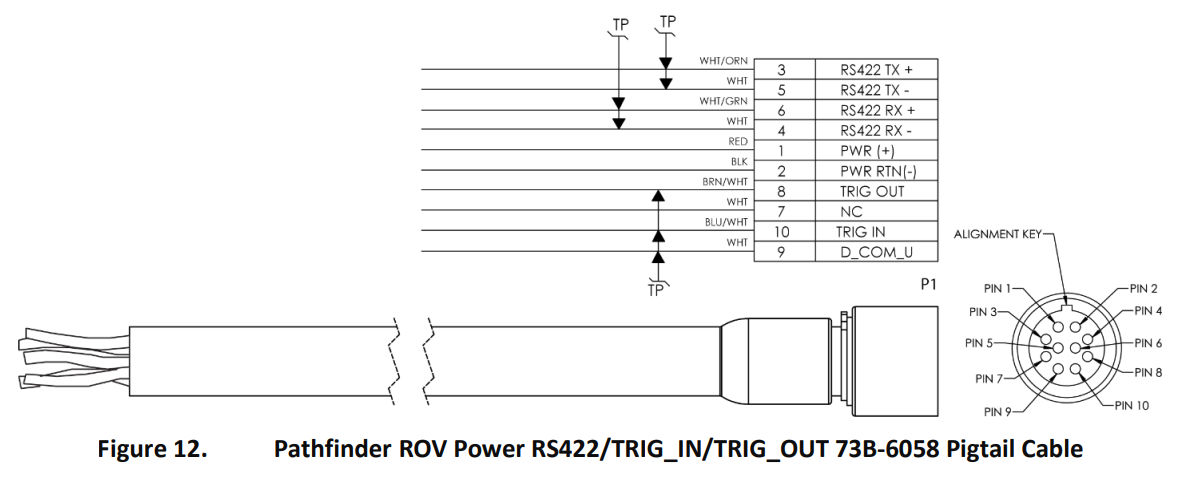 TP TP
WHT/ORN 3 RS422 TX +
WHT 5 RS422 TX -
WHT/GRN 6 RS422 RX +
WHT 4 RS422 RX -
RED 1 PWR (+)
BLK 2 PWR RTN(-)
BRN/WHT 8 TRIG OUT
WHT 7 NC
BLU/WHT 10 TRIG IN
WHT 9 D_COM_U
TP
P1
ALIGNMENT KEY
PIN 1 PIN 2
PIN 3 PIN 4
PIN 5 PIN 6
PIN 7 PIN 8
PIN 9 PIN 10
Figure 12. Pathfinder ROV Power RS422/TRIG_IN/TRIG_OUT 73B-6058 Pigtail Cable